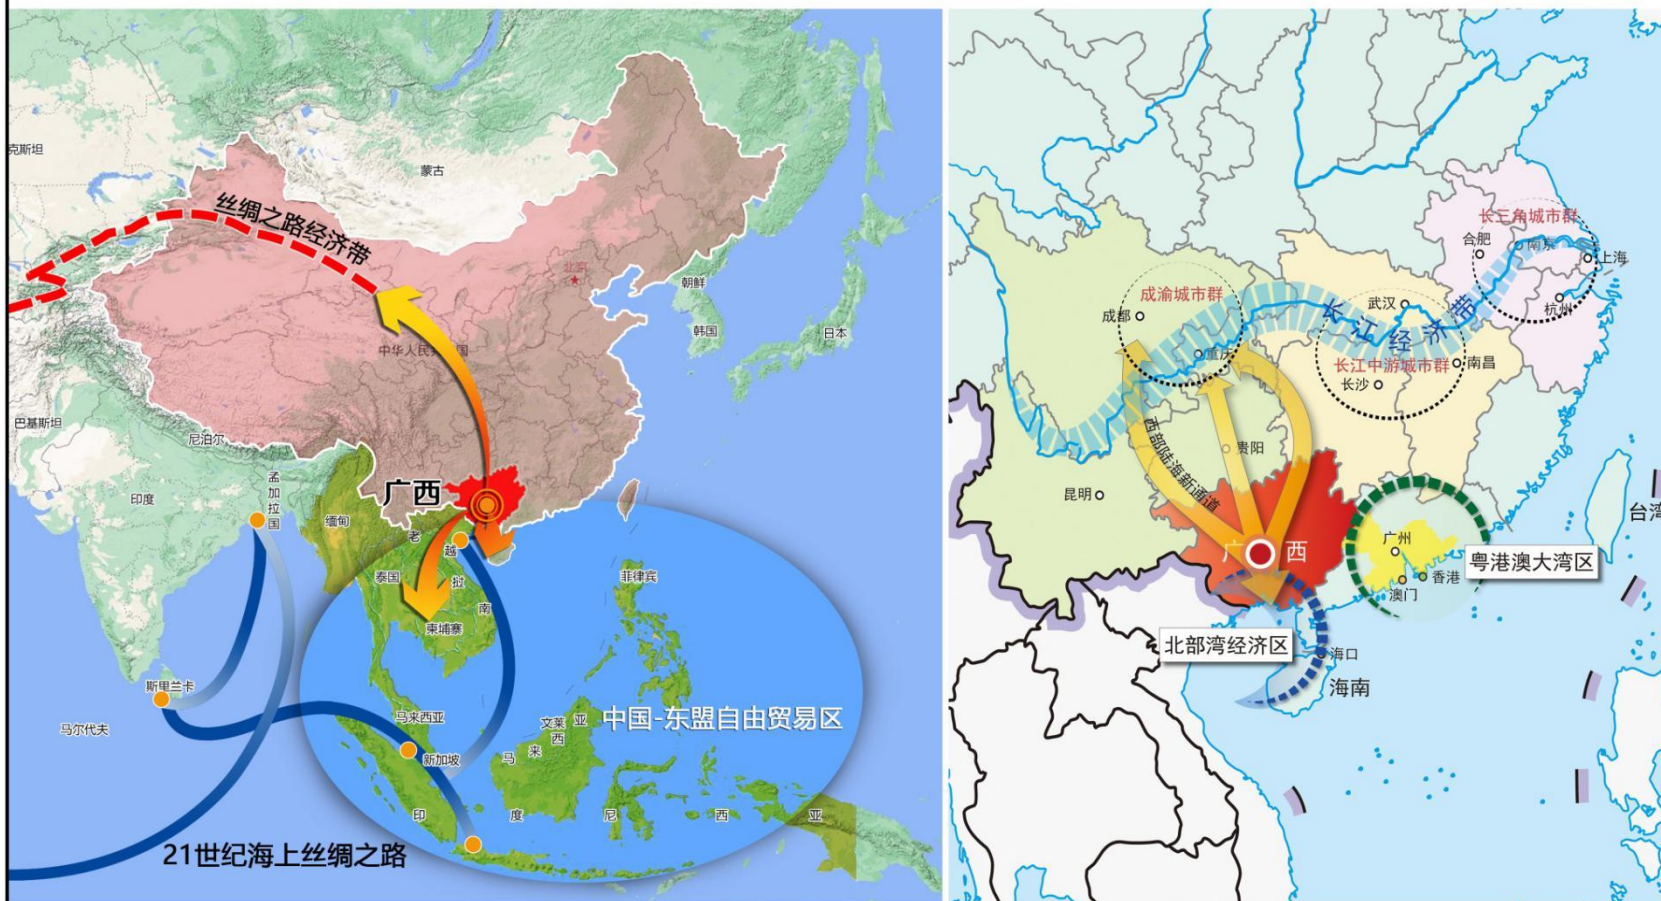 克斯坦
蒙古
丝绸之路经济带
北京
朝鲜
韩国
日本
中华人民共和国
巴基斯坦
尼泊尔
印度
孟加拉国
广西
缅甸
老
越
挝
泰国
南
柬埔寨
菲律宾
斯里兰卡
马尔代夫
马来西亚
文莱
亚
西
来
马
新加坡
中国-东盟自由贸易区
印
度
尼
西
亚
21世纪海上丝绸之路
长三角城市群
合肥
南京
上海
杭州
成渝城市群
成都
重庆
武汉
长江经济带
长江中游城市群
南昌
长沙
西部陆海新通道
贵阳
昆明
台湾
广西
广州
香港
澳门
粤港澳大湾区
北部湾经济区
海口
海南